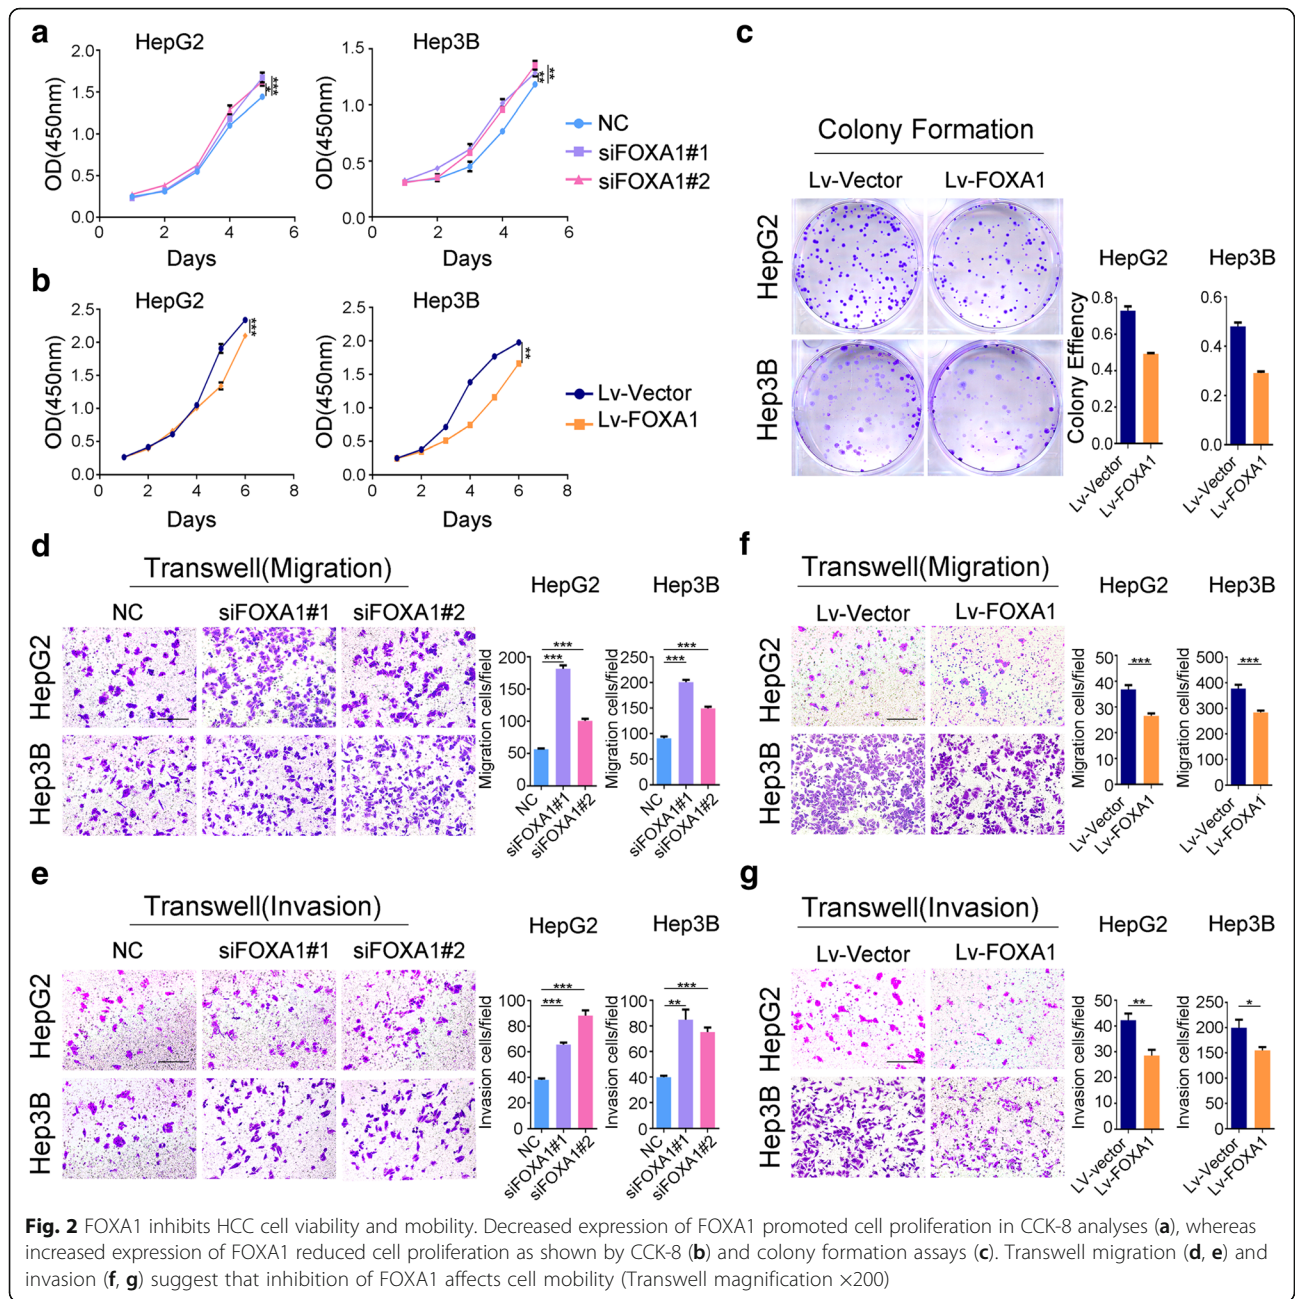 a
HepG2
Hep3B
OD(450nm)
2.0
1.5
1.0
0.5
0.0
0 2 4 6
Days
***
*
OD(450nm)
1.5
1.0
0.5
0.0
0 2 4 6
Days
**
**
NC
siFOXA1#1
siFOXA1#2
b
HepG2
Hep3B
OD(450nm)
2.5
2.0
1.5
1.0
0.5
0.0
0 2 4 6 8
Days
***
OD(450nm)
2.5
2.0
1.5
1.0
0.5
0.0
0 2 4 6 8
Days
**
Lv-Vector
Lv-FOXA1
c
Colony Formation
Lv-Vector Lv-FOXA1
HepG2
Hep3B
HepG2
Hep3B
Colony Effiency
0.8
0.6
0.4
0.2
0.0
Lv-Vector
Lv-FOXA1
0.6
0.4
0.2
0.0
Lv-Vector
Lv-FOXA1
d
Transwell(Migration)
NC siFOXA1#1 siFOXA1#2
HepG2
Hep3B
HepG2
Migration cells/field
200
150
100
50
0
***
***
NC
siFOXA1#1
siFOXA1#2
Hep3B
Migration cells/field
250
200
150
100
50
0
***
***
NC
siFOXA1#1
siFOXA1#2
f
Transwell(Migration)
Lv-Vector Lv-FOXA1
HepG2
Hep3B
HepG2
Migration cells/field
50
40
30
20
10
0
***
Lv-Vector
Lv-FOXA1
Hep3B
Migration cells/field
500
400
300
200
100
0
***
Lv-Vector
Lv-FOXA1
e
Transwell(Invasion)
NC siFOXA1#1 siFOXA1#2
HepG2
Hep3B
HepG2
Invasion cells/field
100
80
60
40
20
0
***
***
NC
siFOXA1#1
siFOXA1#2
Hep3B
Invasion cells/field
100
80
60
40
20
0
***
**
NC
siFOXA1#1
siFOXA1#2
g
Transwell(Invasion)
Lv-Vector Lv-FOXA1
HepG2
Hep3B
HepG2
Invasion cells/field
50
40
30
20
10
0
**
Lv-vector
Lv-FOXA1
Hep3B
Invasion cells/field
250
200
150
100
50
0
*
Lv-Vector
Lv-FOXA1
Fig. 2 FOXA1 inhibits HCC cell viability and mobility. Decreased expression of FOXA1 promoted cell proliferation in CCK-8 analyses (a), whereas
increased expression of FOXA1 reduced cell proliferation as shown by CCK-8 (b) and colony formation assays (c). Transwell migration (d, e) and
invasion (f, g) suggest that inhibition of FOXA1 affects cell mobility (Transwell magnification ×200)